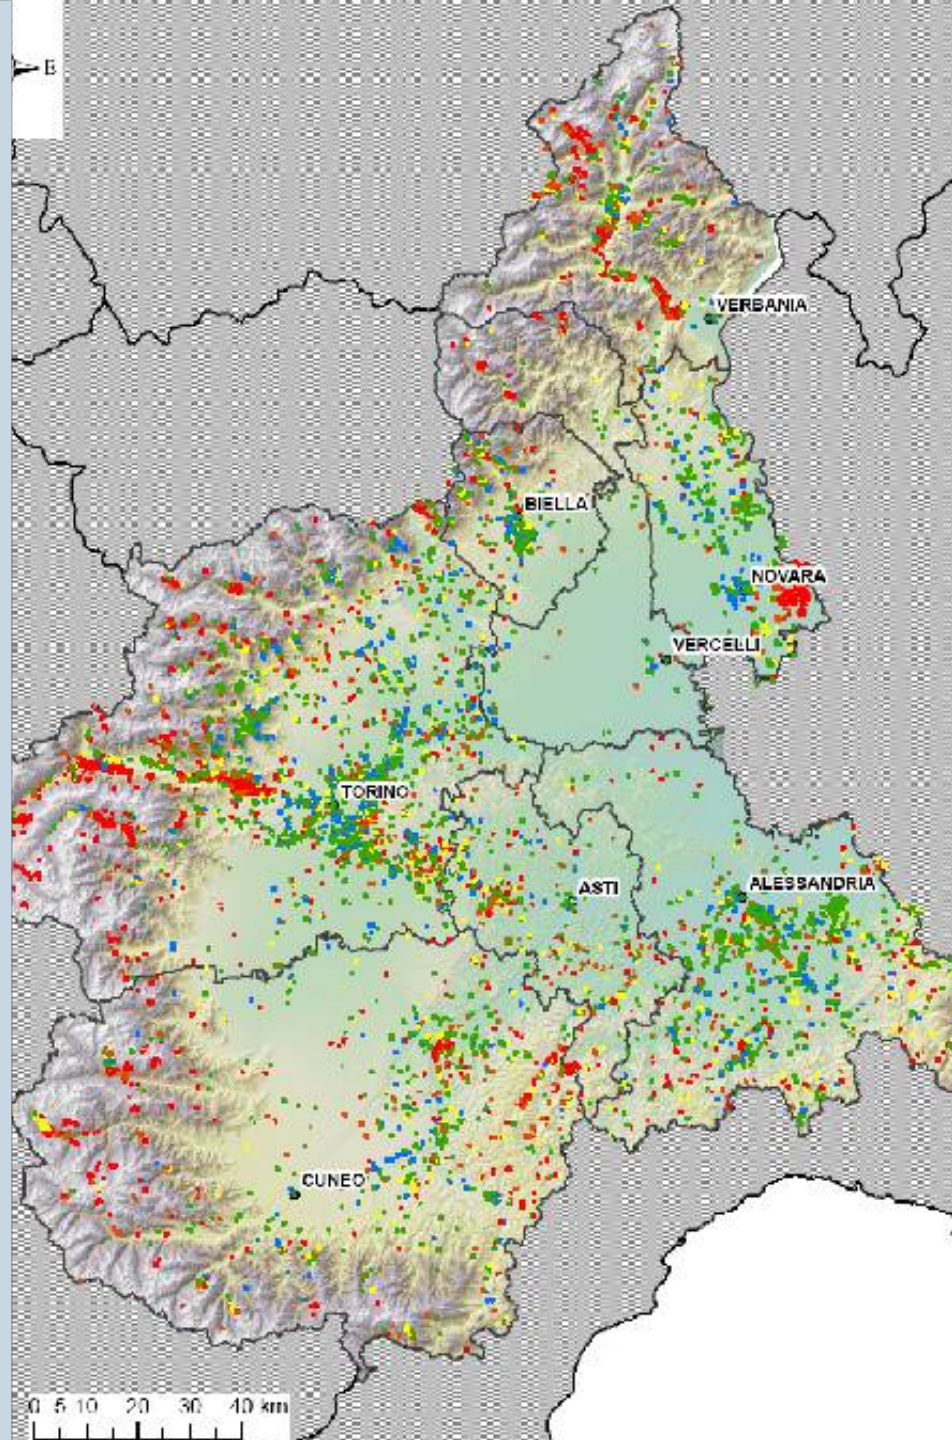 E
VERBANIA
BIELLA
NOVARA
VERCELLI
TORINO
ASTI
ALESSANDRIA
CUNEO
0 5 10 20 30 40 km